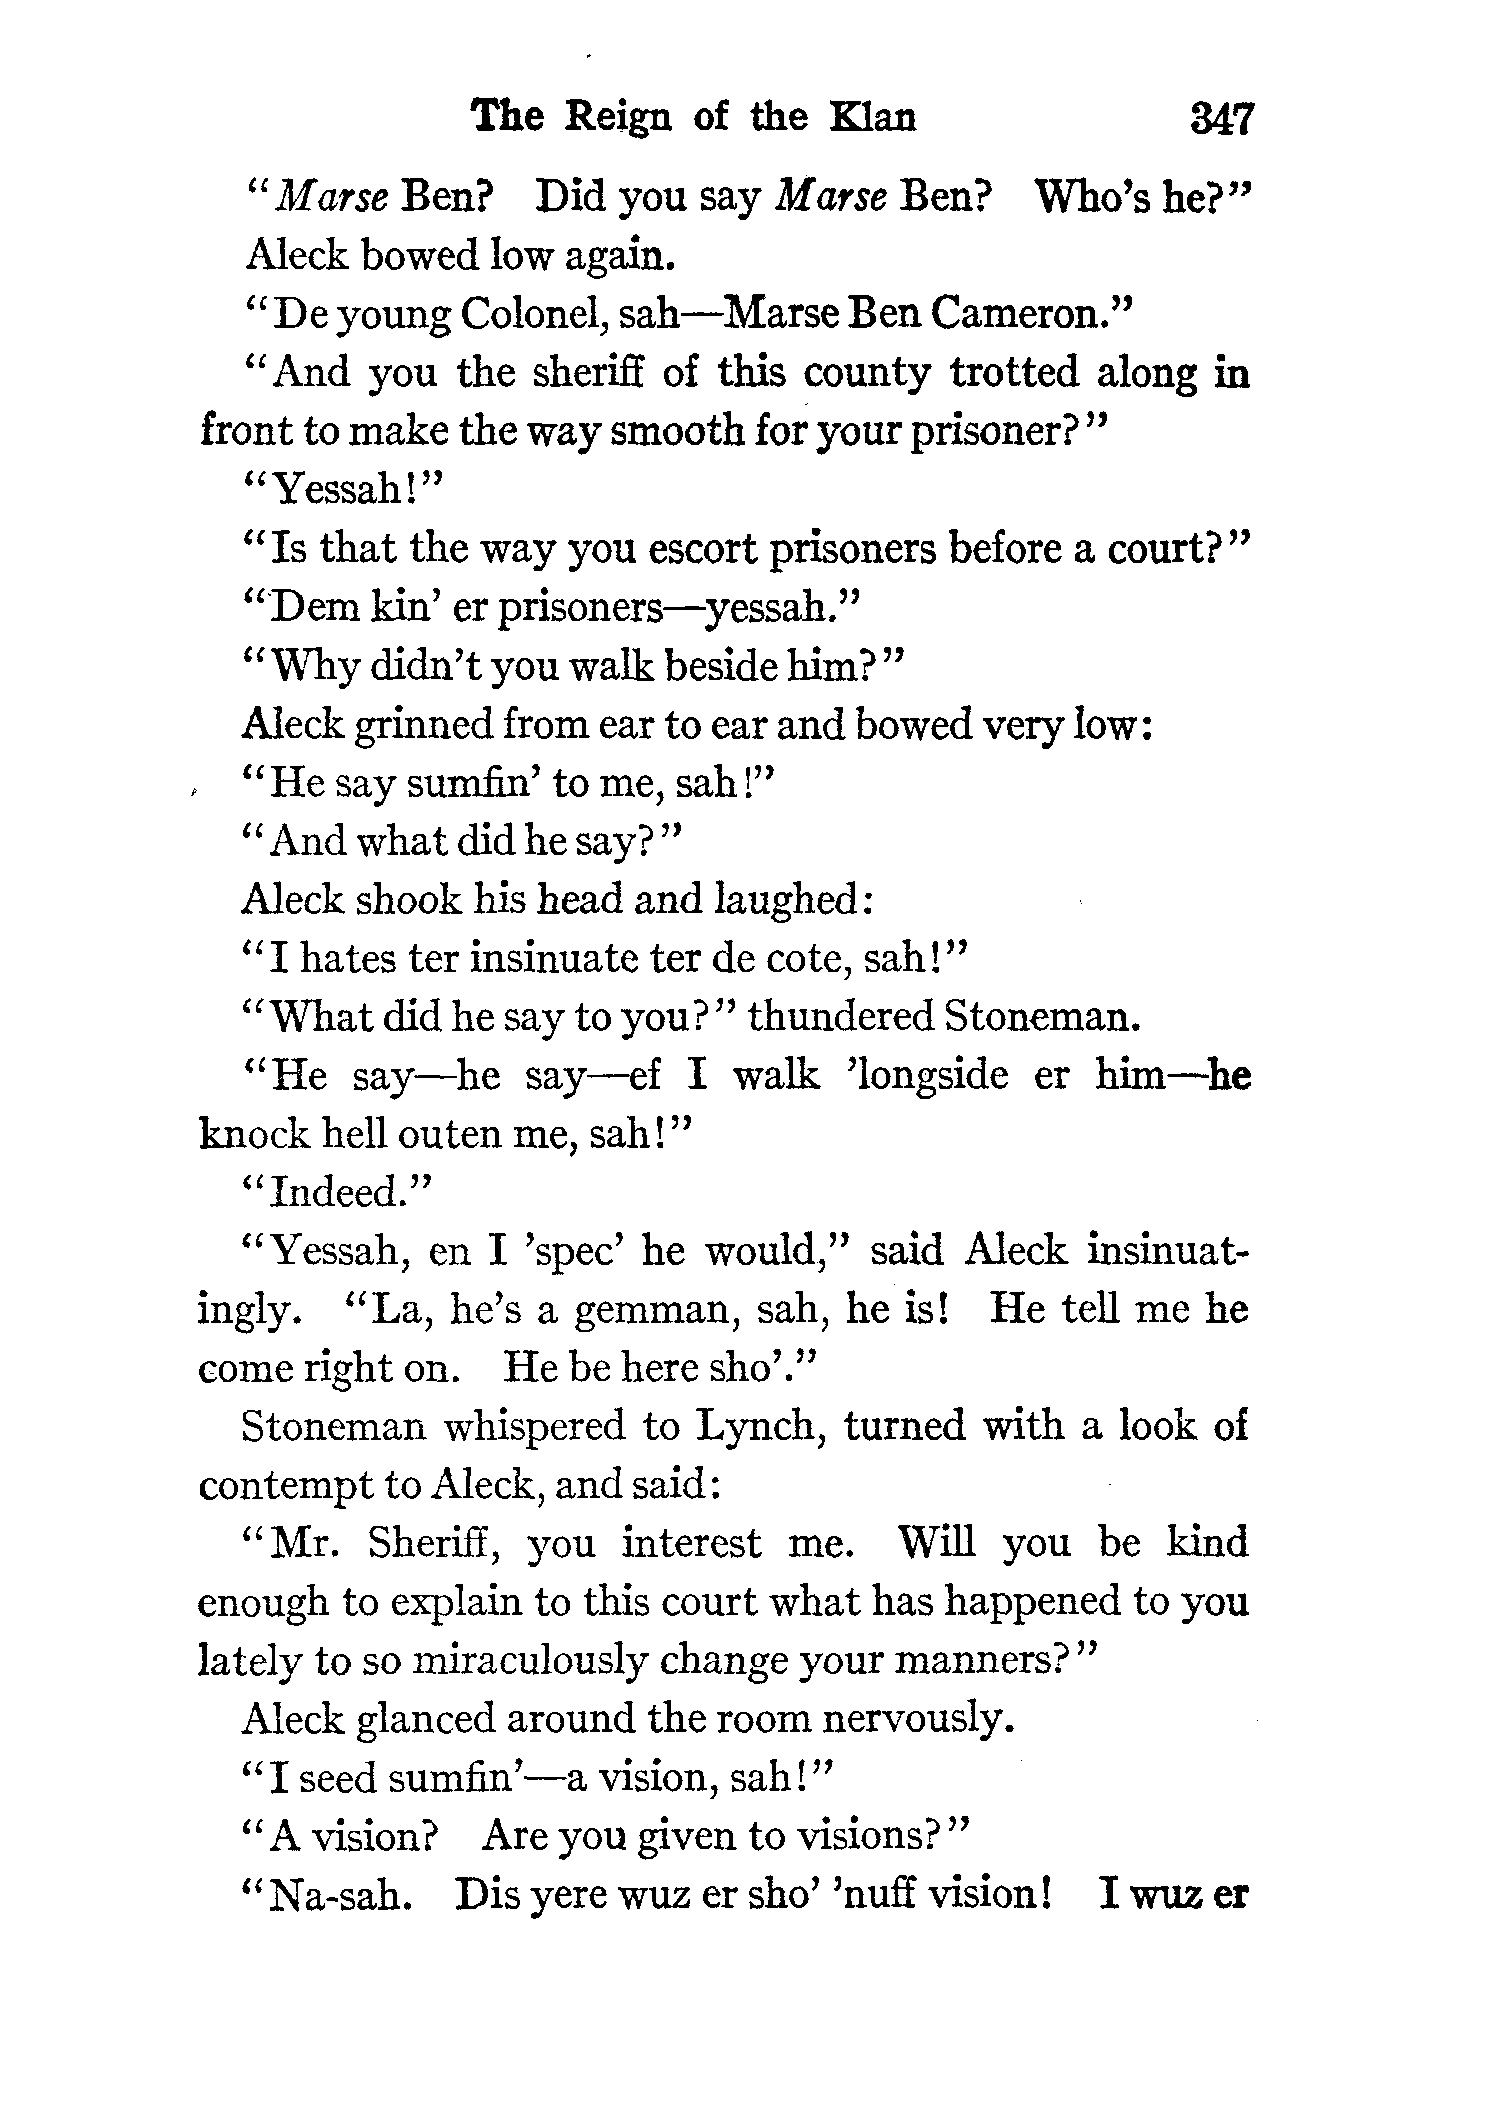 The Reign of the Klan 347
"Marse Ben? Did you say Marse Ben? Who's he?"
Aleck bowed low again.
"De young Colonel, sah—Marse Ben Cameron."
"And you the sheriff of this county trotted along in
front to make the way smooth for your prisoner?"
"Yessah!"
"Is that the way you escort prisoners before a court?"
"Dem kin' er prisoners—yessah."
"Why didn't you walk beside him?"
Aleck grinned from ear to ear and bowed very low:
"He say sumfin' to me, sah!"
"And what did he say?"
Aleck shook his head and laughed:
"I hates ter insinuate ter de cote, sah!"
"What did he say to you?" thundered Stoneman.
"He say—he say—ef I walk 'longside er him—he
knock hell outen me, sah!"
"Indeed."
"Yessah, en I 'spec' he would," said Aleck insinuat-
ingly. "La, he's a gemman, sah, he is! He tell me he
come right on. He be here sho'."
Stoneman whispered to Lynch, turned with a look of
contempt to Aleck, and said:
"Mr. Sheriff, you interest me. Will you be kind
enough to explain to this court what has happened to you
lately to so miraculously change your manners?"
Aleck glanced around the room nervously.
"I seed sumfin'—a vision, sah!"
"A vision? Are you given to visions?"
"Na-sah. Dis yere wuz er sho' 'nuff vision! I wuz er